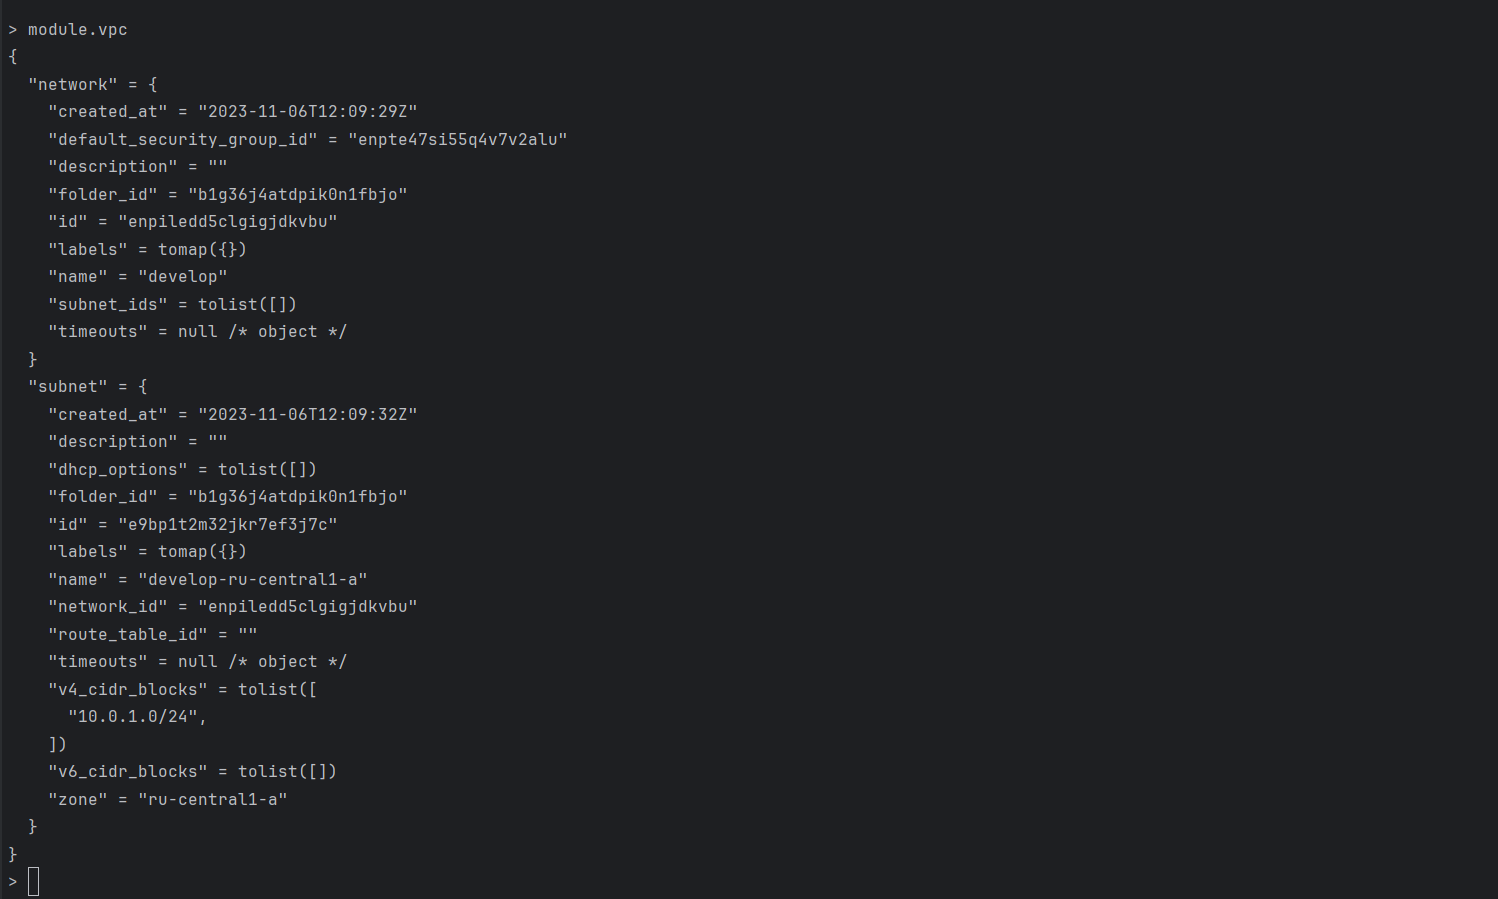 > module.vpc
{
  "network" = {
    "created_at" = "2023-11-06T12:09:29Z"
    "default_security_group_id" = "enpte47si55q4v7v2alu"
    "description" = ""
    "folder_id" = "b1g36j4atdpik0n1fbjo"
    "id" = "enpiledd5clgigjdkvbu"
    "labels" = tomap({})
    "name" = "develop"
    "subnet_ids" = tolist([])
    "timeouts" = null /* object */
  }
  "subnet" = {
    "created_at" = "2023-11-06T12:09:32Z"
    "description" = ""
    "dhcp_options" = tolist([])
    "folder_id" = "b1g36j4atdpik0n1fbjo"
    "id" = "e9bp1t2m32jkr7ef3j7c"
    "labels" = tomap({})
    "name" = "develop-ru-central1-a"
    "network_id" = "enpiledd5clgigjdkvbu"
    "route_table_id" = ""
    "timeouts" = null /* object */
    "v4_cidr_blocks" = tolist([
      "10.0.1.0/24",
    ])
    "v6_cidr_blocks" = tolist([])
    "zone" = "ru-central1-a"
  }
}
>